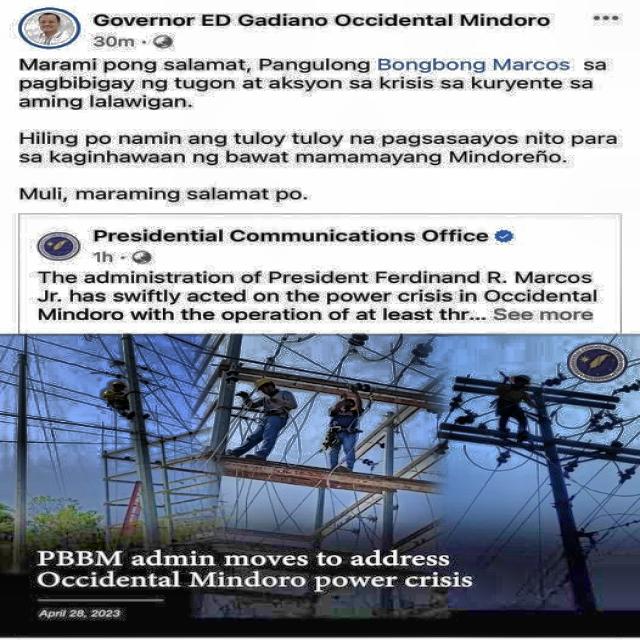 Governor ED Gadiano Occidental Mindoro
30m ·
Marami pong salamat, Pangulong Bongbong Marcos sa
pagbibigay ng tugon at aksyon sa krisis sa kuryente sa
aming lalawigan.
Hiling po namin ang tuloy tuloy na pagsasaayos nito para
sa kaginhawaan ng bawat mamamayang Mindoreño.
Muli, maraming salamat po.
Presidential Communications Office
1h ·
The administration of President Ferdinand R. Marcos
Jr. has swiftly acted on the power crisis in Occidental
Mindoro with the operation of at least thr... See more
PBBM admin moves to address
Occidental Mindoro power crisis
April 28, 2023